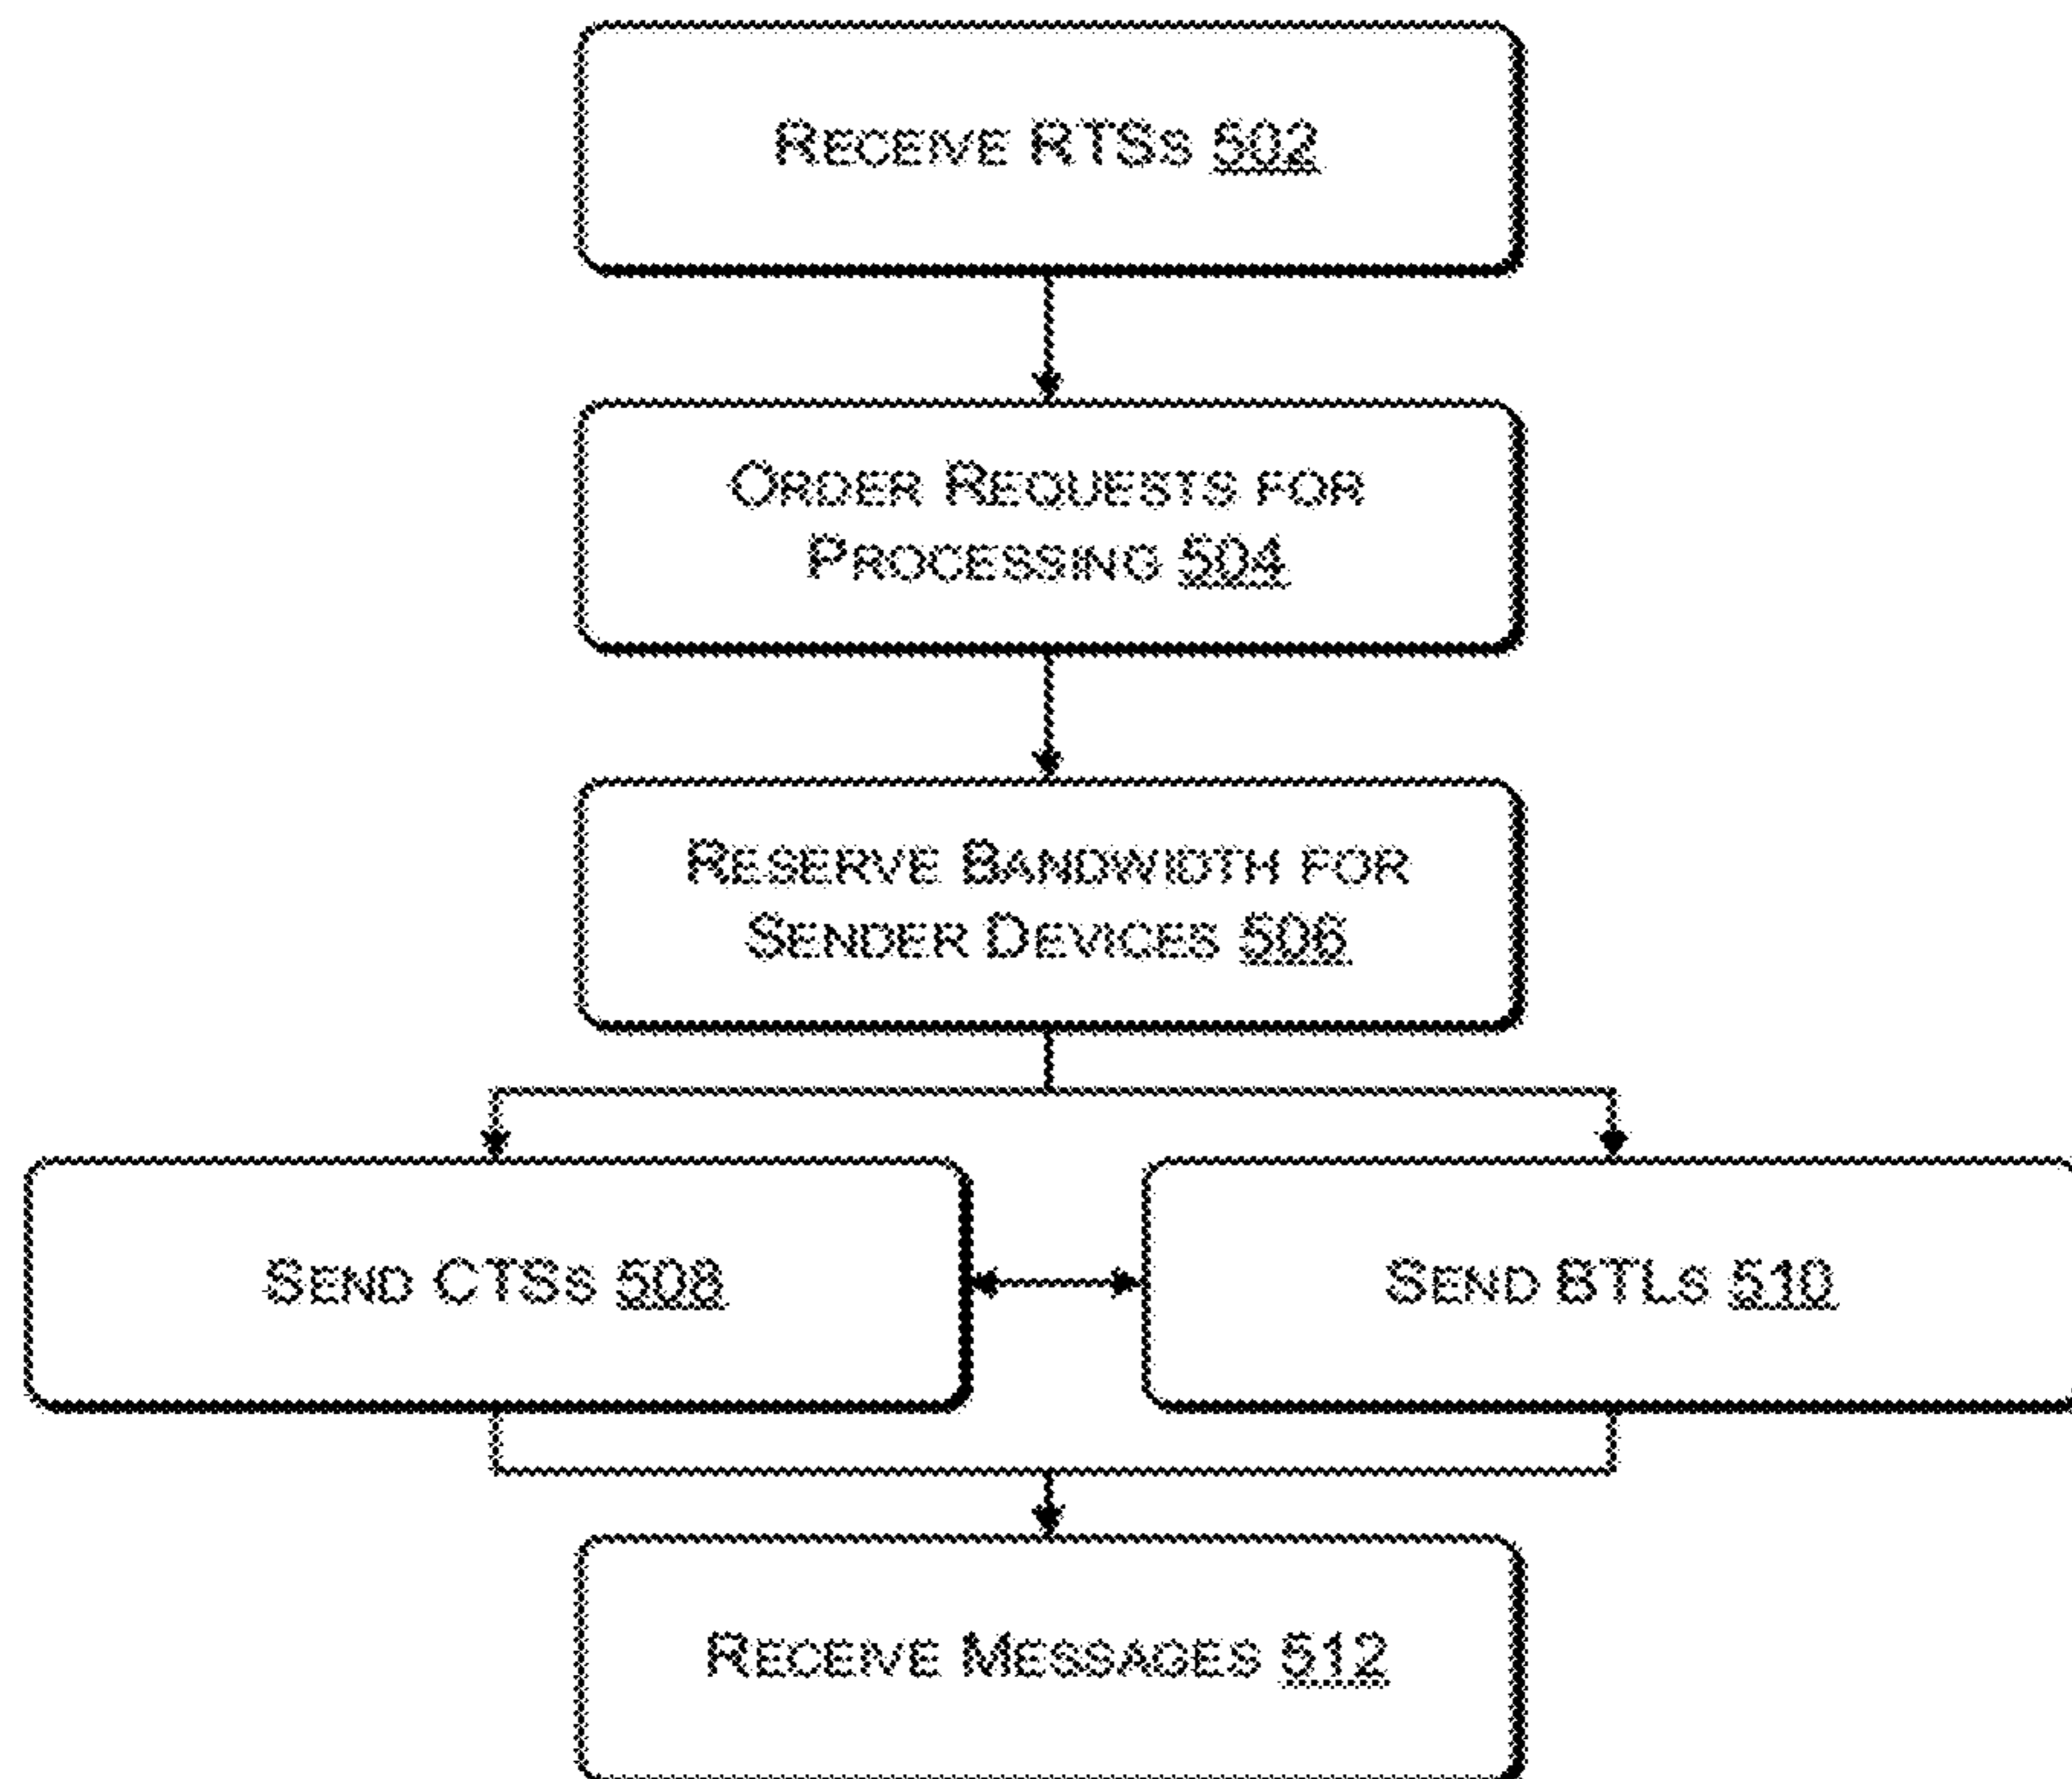 RECEIVE RTSS 502
ORDER REQUESTS FOR
PROCESSING 504
RESERVE BANDWIDTH FOR
SENDER DEVICES 506
SEND CTSS 508
SEND BTLS 510
RECEIVE MESSAGES 512